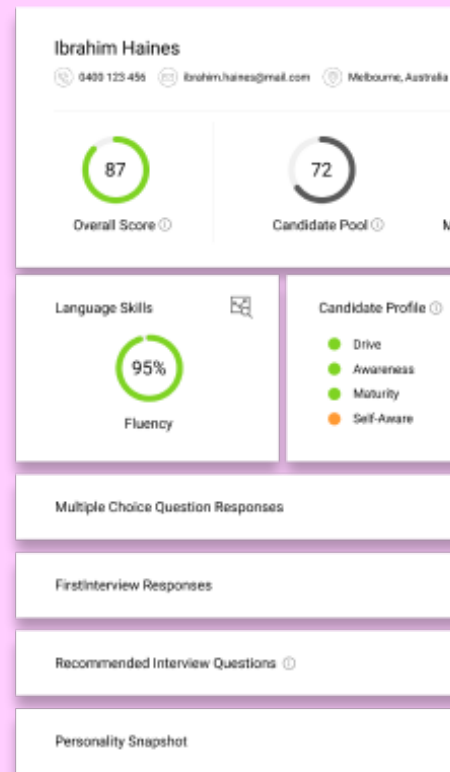 Ibrahim Haines
0400 123 456 ibrahim.haines@mail.com Melbourne, Australia
87 72
Overall Score Candidate Pool M
Language Skills Candidate Profile
95%
Fluency
Drive
Awareness
Maturity
Self-Aware
Multiple Choice Question Responses
FirstInterview Responses
Recommended Interview Questions
Personality Snapshot